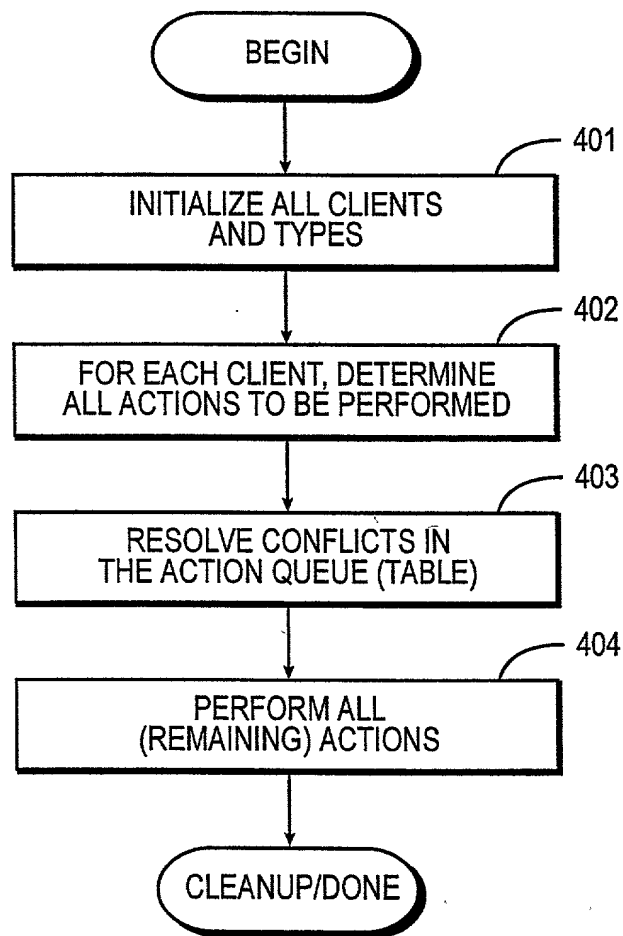 BEGIN
401
INITIALIZE ALL CLIENTS
AND TYPES
402
FOR EACH CLIENT, DETERMINE
ALL ACTIONS TO BE PERFORMED
403
RESOLVE CONFLICTS IN
THE ACTION QUEUE (TABLE)
404
PERFORM ALL
(REMAINING) ACTIONS
CLEANUP/DONE